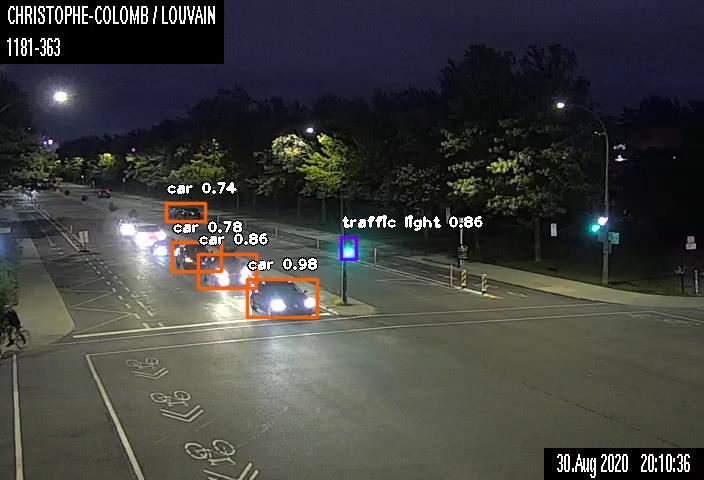 CHRISTOPHE-COLOMB / LOUVAIN
1181-363
car 0.74
traffic light 0.86
car 0.78
car 0.86
car 0.98
30.Aug 2020 20:10:36